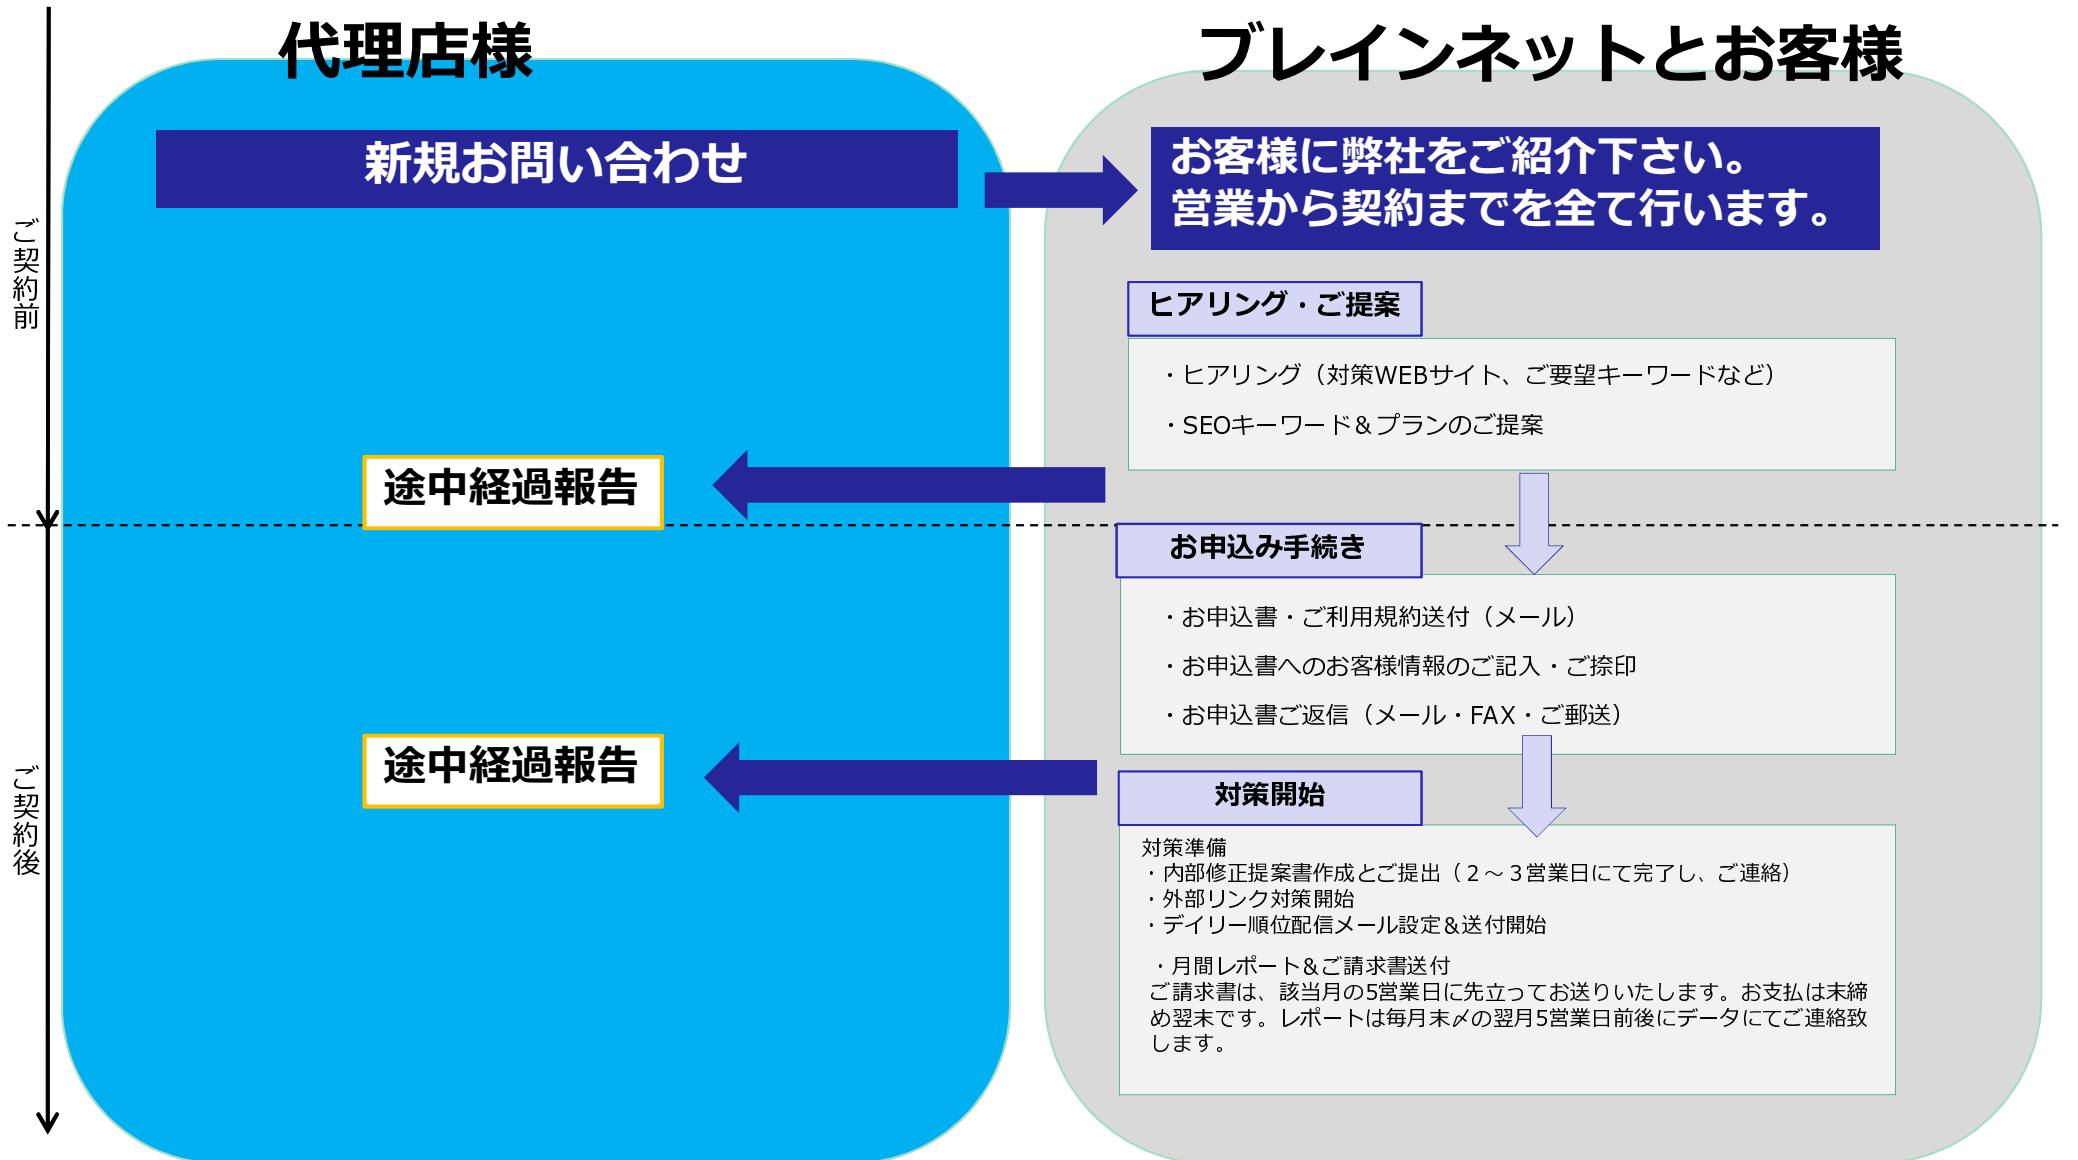 代理店様
ブレインネットとお客様
ご契約前
新規お問い合わせ
お客様に弊社をご紹介下さい。
営業から契約までを全て行います。
ヒアリング・ご提案
・ヒアリング（対策WEBサイト、ご要望キーワードなど）
・SEOキーワード＆プランのご提案
途中経過報告
お申込み手続き
・お申込書・ご利用規約送付（メール）
・お申込書へのお客様情報のご記入・ご捺印
・お申込書ご返信（メール・FAX・ご郵送）
ご契約後
途中経過報告
対策開始
対策準備
・内部修正提案書作成とご提出（２～３営業日にて完了し、ご連絡）
・外部リンク対策開始
・デイリー順位配信メール設定＆送付開始
・月間レポート＆ご請求書送付
ご請求書は、該当月の5営業日に先立ってお送りいたします。お支払は末締
め翌末です。レポートは毎月末〆の翌月5営業日前後にデータにてご連絡致
します。